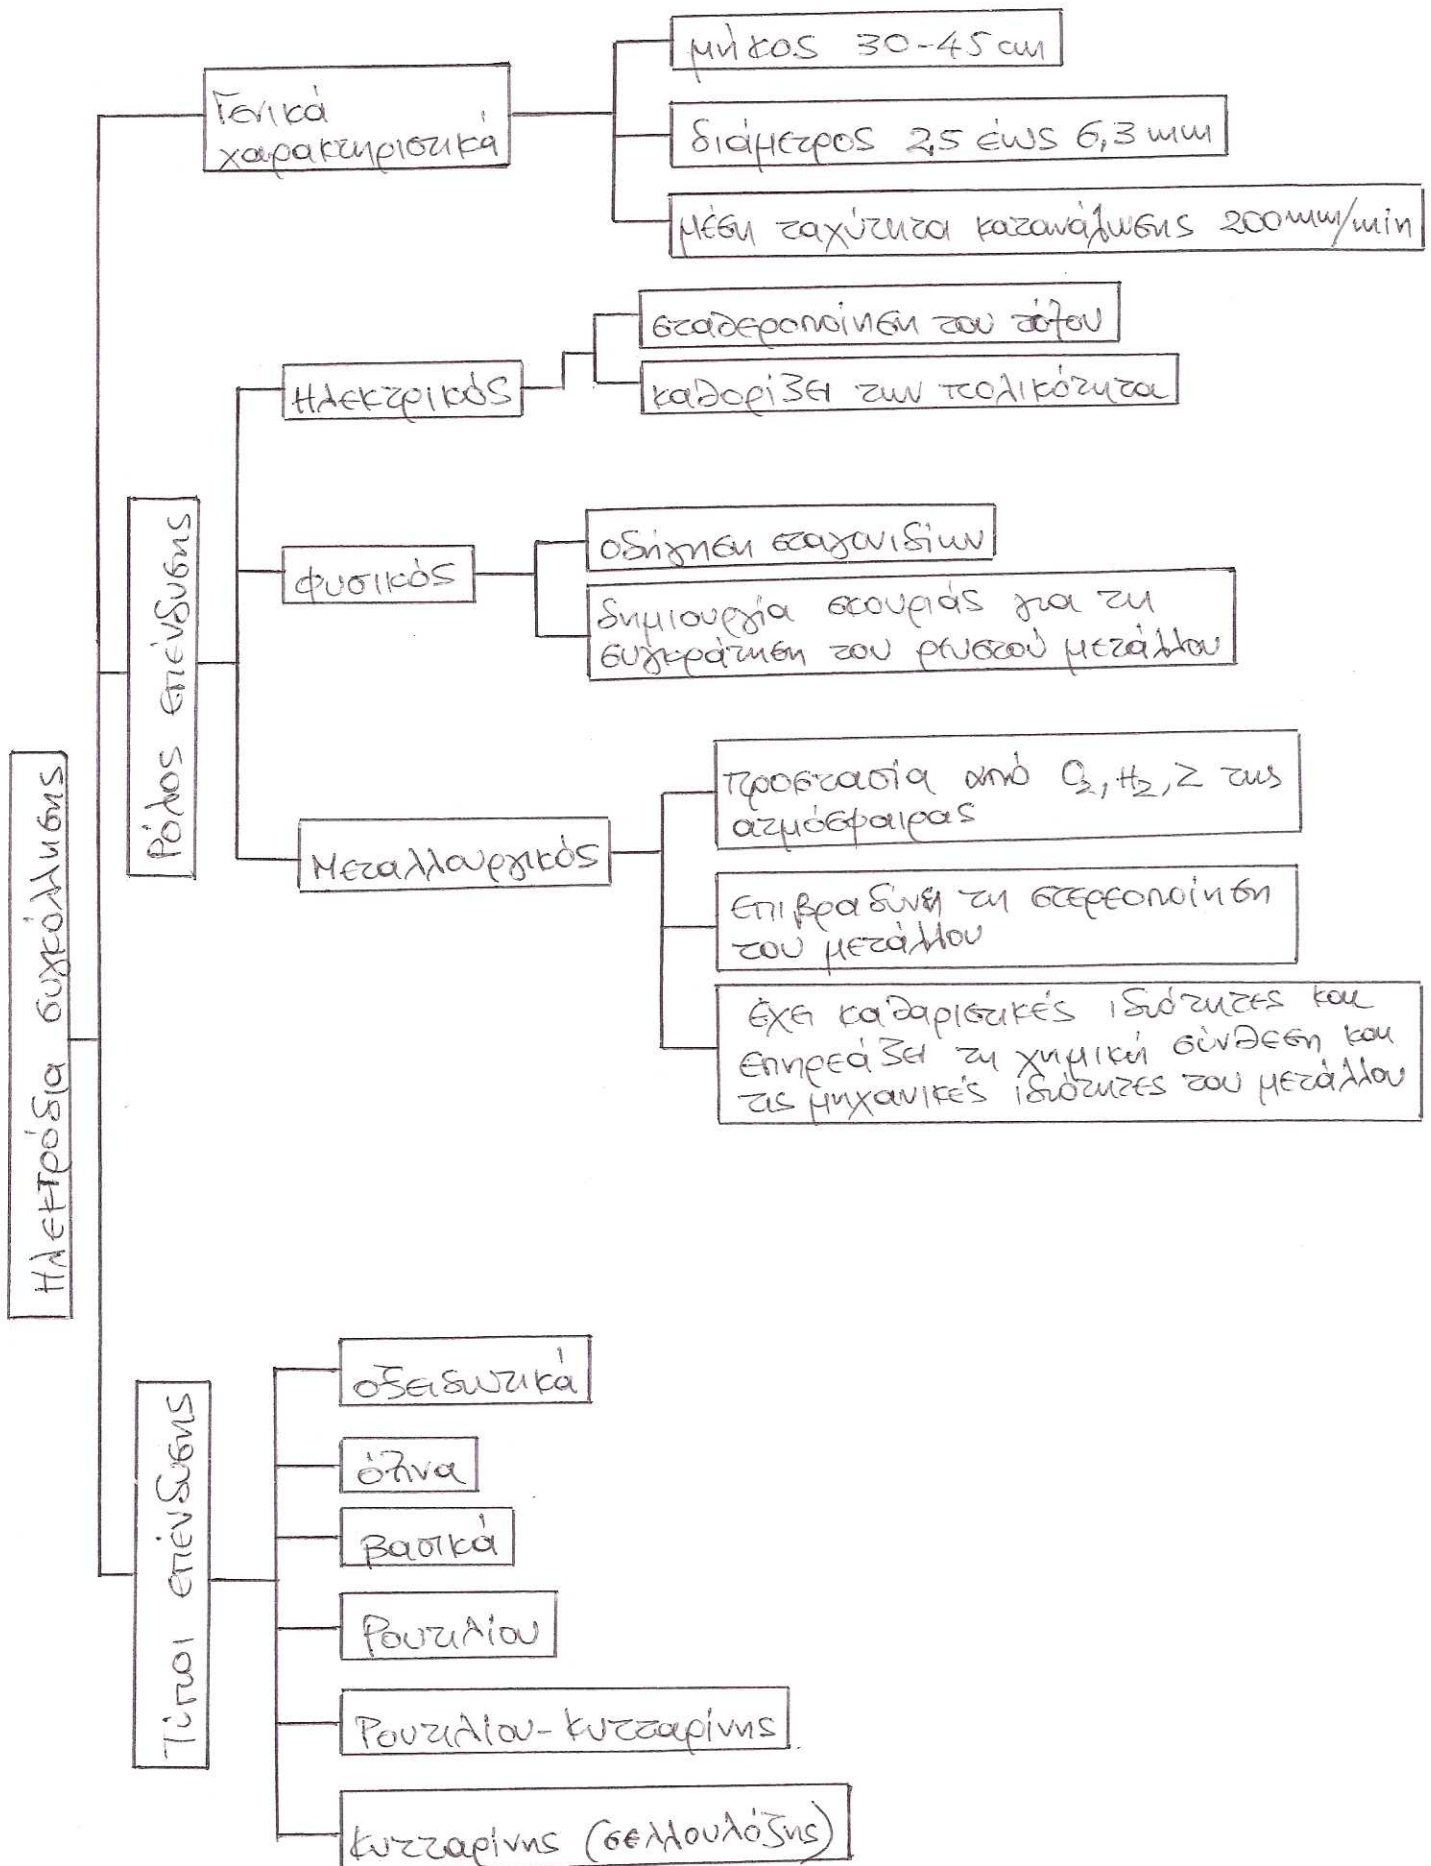 Γενικά
χαρακτηριστικά
μήκος 30-45 cm
διάμετρος 2,5 έως 6,3 mm
μέση ταχύτητα κατανάλωσης 200mm/min
Ηλεκτρόδια συγκόλλησης
Ρόλος επένδυσης
Ηλεκτρικός
σταθεροποίηση του τόξου
καθορίζει την πολικότητα
Φυσικός
οδήγηση σταγονιδίων
δημιουργία σκουριάς για τη
συγκράτηση του ρευστού μετάλλου
Μεταλλουργικός
προστασία από O2, H2, Z της
ατμόσφαιρας
επιβραδύνει τη στερεοποίηση
του μετάλλου
έχει καθαριστικές ιδιότητες και
επηρεάζει τη χημική σύνθεση και
τις μηχανικές ιδιότητες του μετάλλου
Τύποι επένδυσης
οξειδωτικά
όξινα
βασικά
Ρουτιλίου
Ρουτιλίου-Κυτταρίνης
Κυτταρίνης (σελλουλόζης)